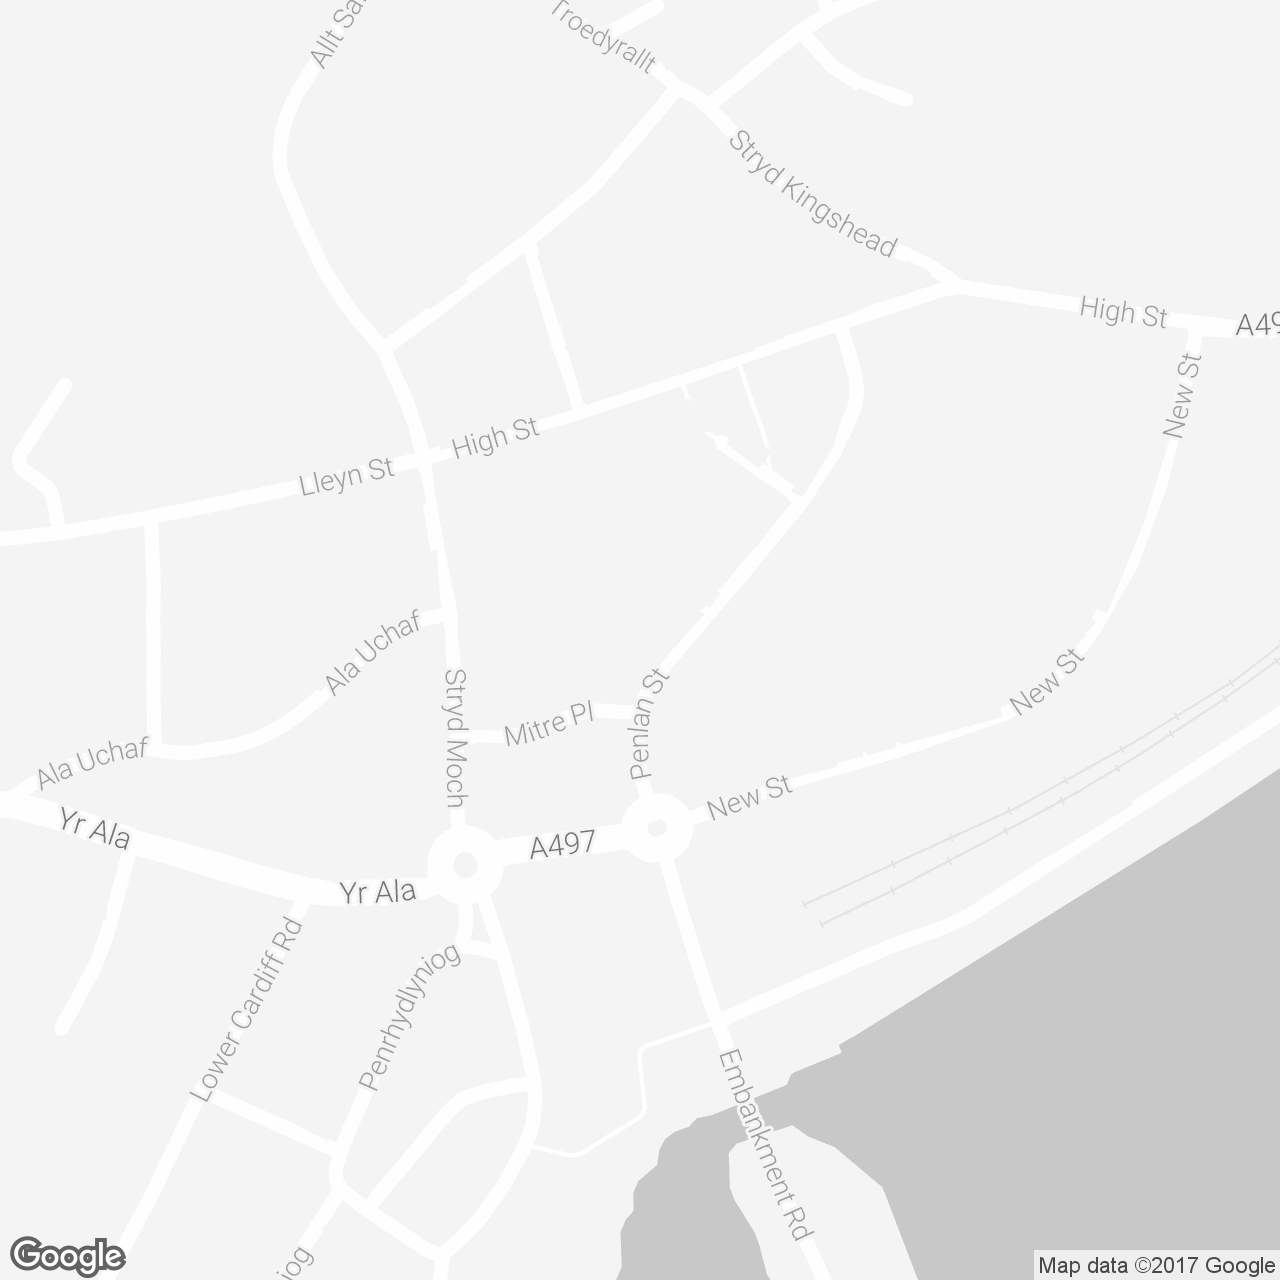 Allt Sal
Troedyrallt
Stryd Kingshead
High St
A49
New St
High St
Lleyn St
Ala Uchaf
Stryd Moch
Mitre Pl
Penlan St
New St
Ala Uchaf
Yr Ala
A497
New St
Yr Ala
Lower Cardiff Rd
Penrhydlyniog
Embankment Rd
iog
Google
Map data ©2017 Google